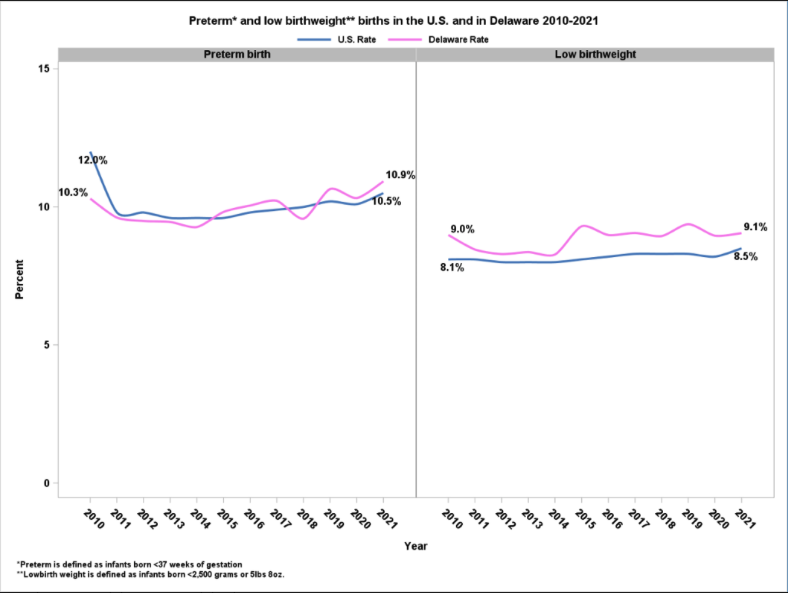 Preterm* and low birthweight** births in the U.S. and in Delaware 2010-2021
U.S. Rate Delaware Rate
Preterm birth Low birthweight
15
10
5
0
Percent
12.0%
10.3%
10.9%
10.5%
9.0%
8.1%
9.1%
8.5%
2010 2011 2012 2013 2014 2015 2016 2017 2018 2019 2020 2021 2010 2011 2012 2013 2014 2015 2016 2017 2018 2019 2020 2021
Year
*Preterm is defined as infants born <37 weeks of gestation
**Lowbirth weight is defined as infants born <2,500 grams or 5lbs 8oz.